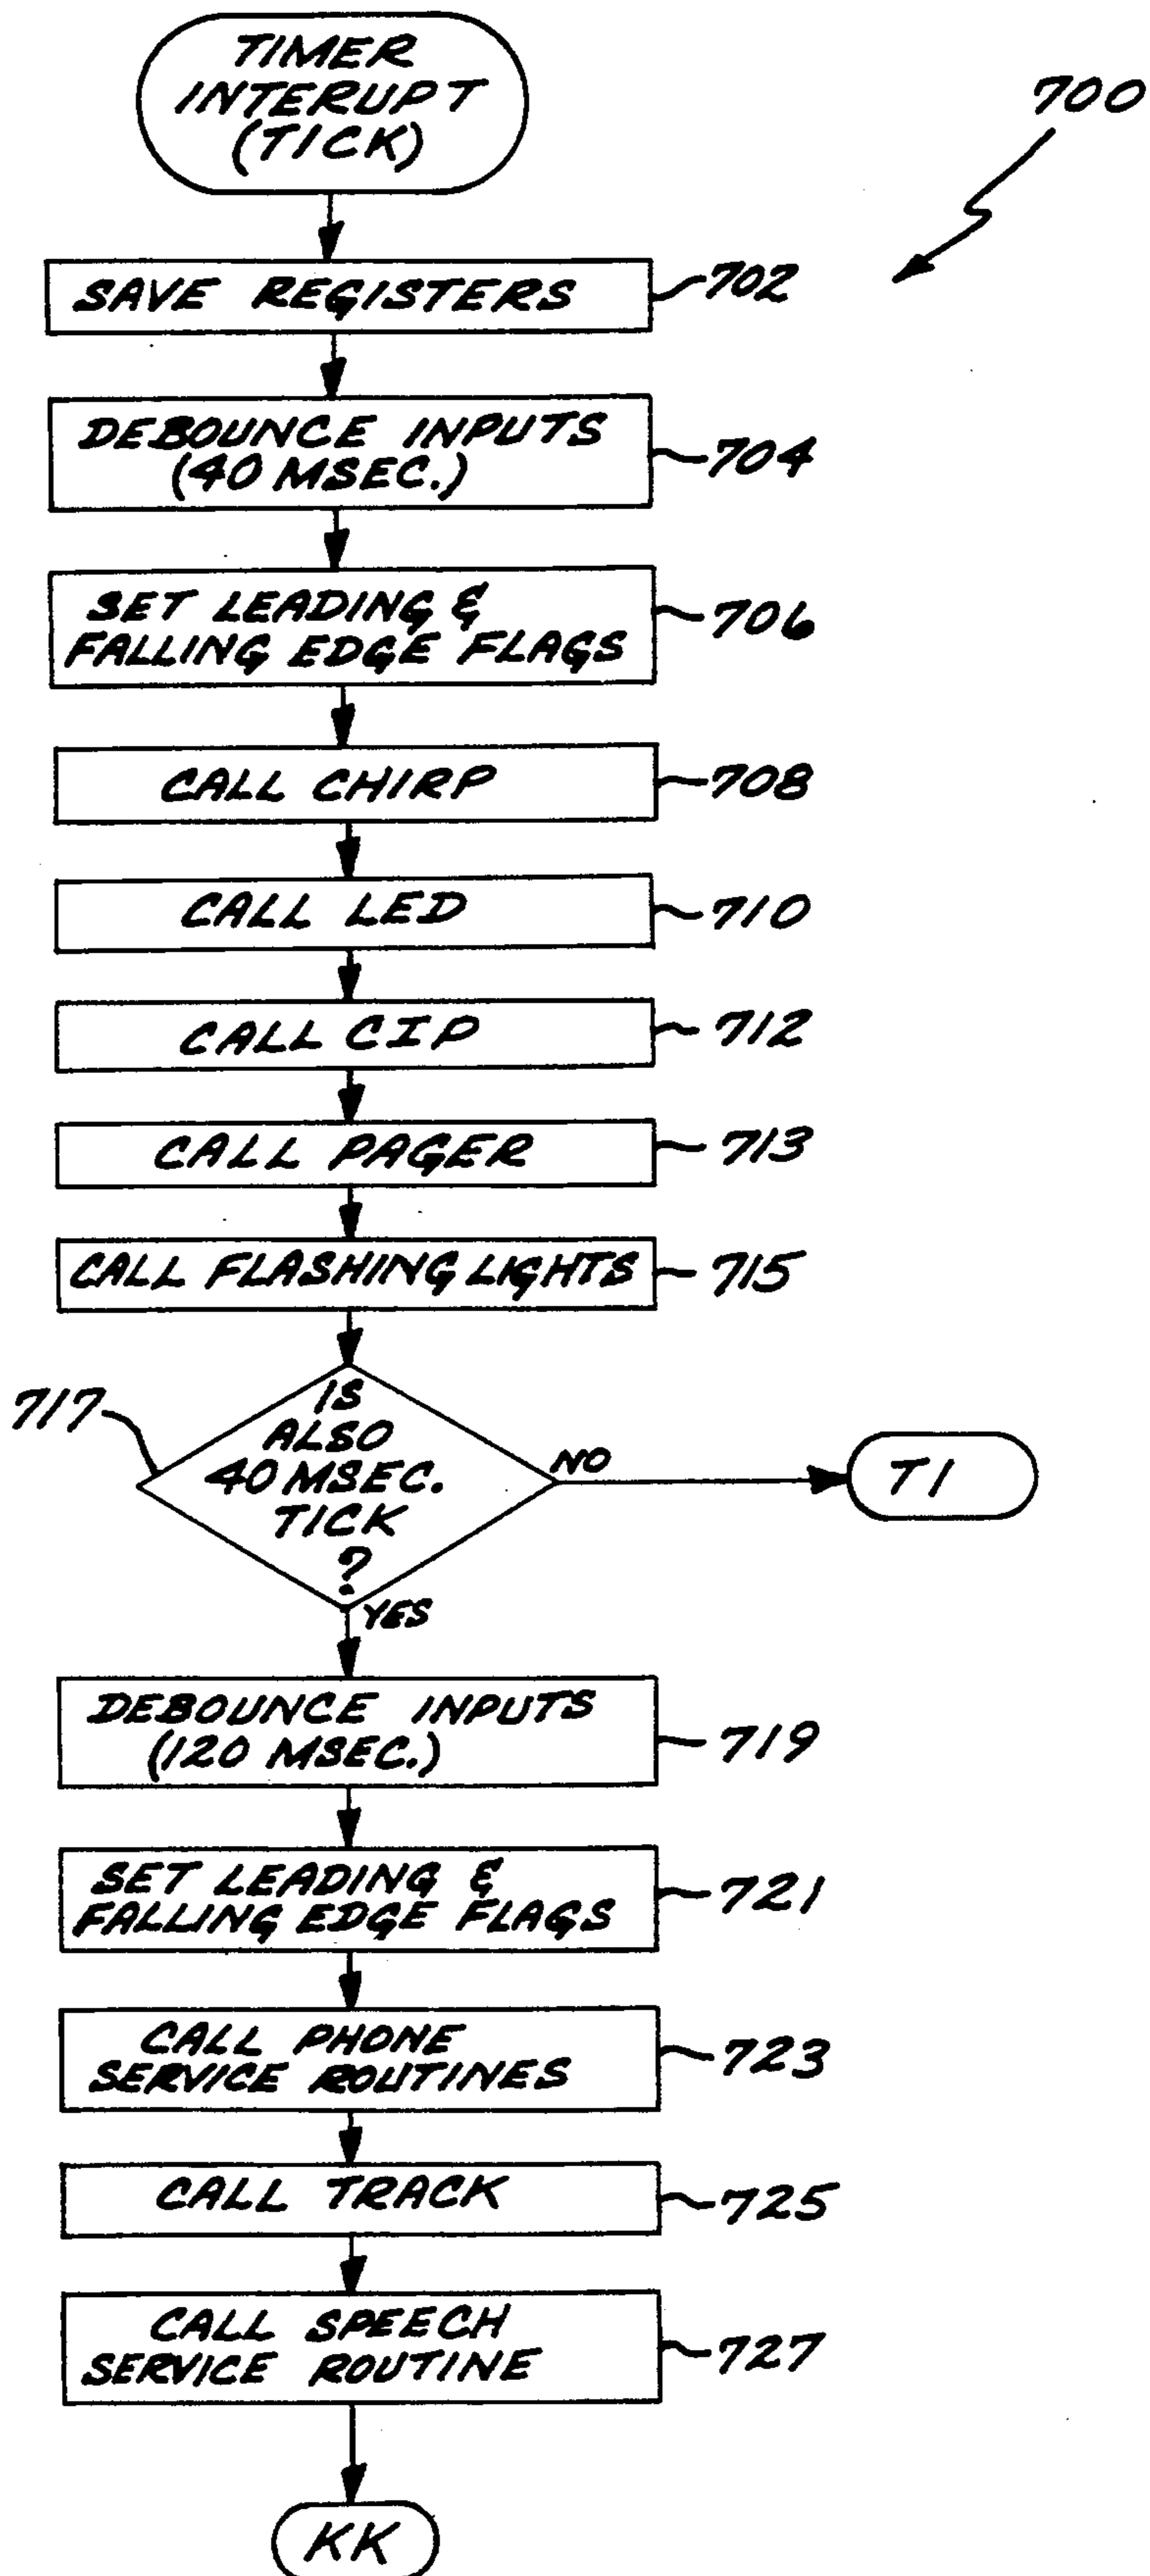 TIMER
INTERUPT
(TICK)
700
SAVE REGISTERS
702
DEBOUNCE INPUTS
(40 MSEC.)
704
SET LEADING &
FALLING EDGE FLAGS
706
CALL CHIRP
708
CALL LED
710
CALL CIP
712
CALL PAGER
713
CALL FLASHING LIGHTS
715
717
IS
ALSO
40 MSEC.
TICK
?
NO
T1
YES
DEBOUNCE INPUTS
(120 MSEC.)
719
SET LEADING &
FALLING EDGE FLAGS
721
CALL PHONE
SERVICE ROUTINES
723
CALL TRACK
725
CALL SPEECH
SERVICE ROUTINE
727
KK